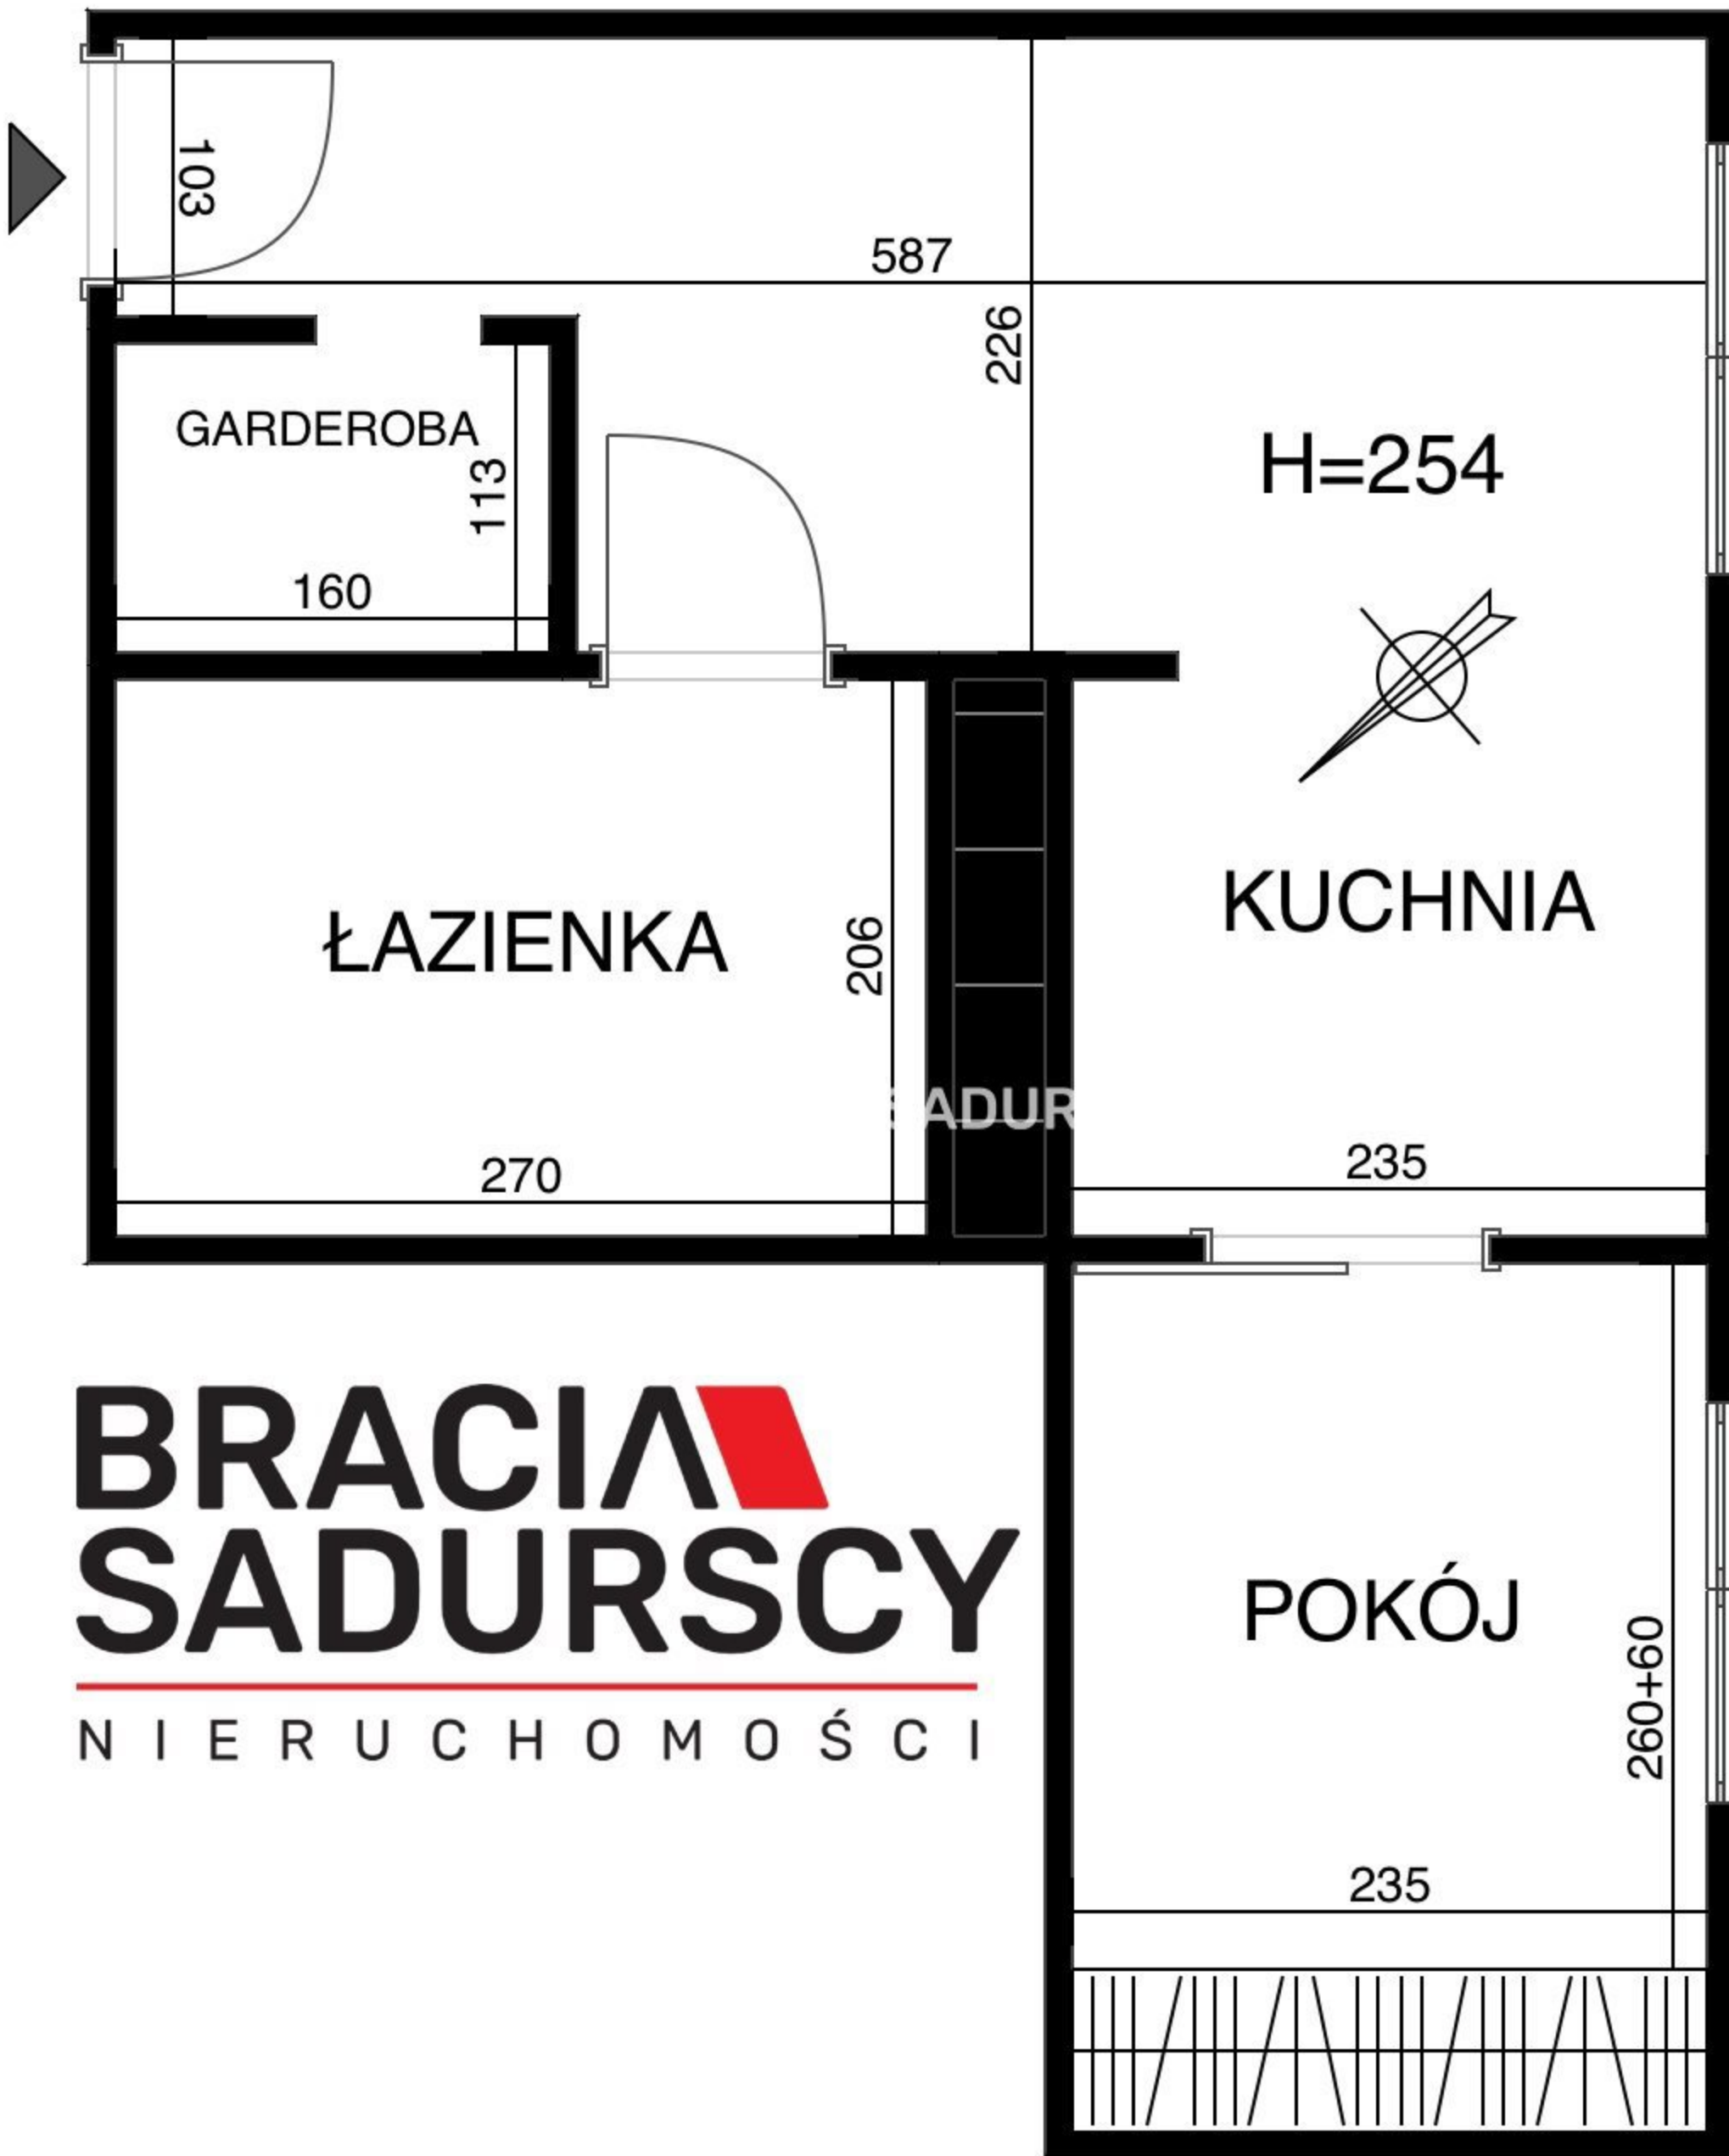 103
587
226
GARDEROBA
113
H=254
160
ŁAZIENKA
206
KUCHNIA
SADUR
270
235
BRACIA
SADURSCY
NIERUCHOMOŚCI
POKÓJ
260+60
235